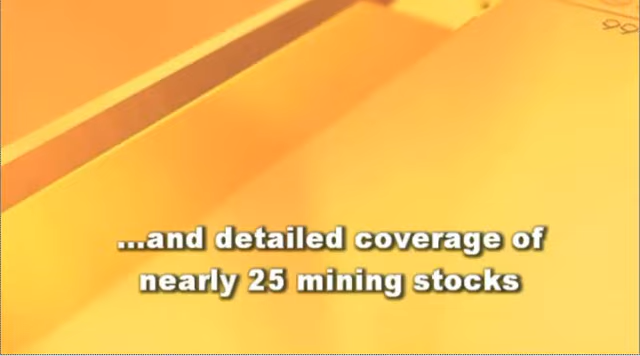 ...and detailed coverage of
nearly 25 mining stocks